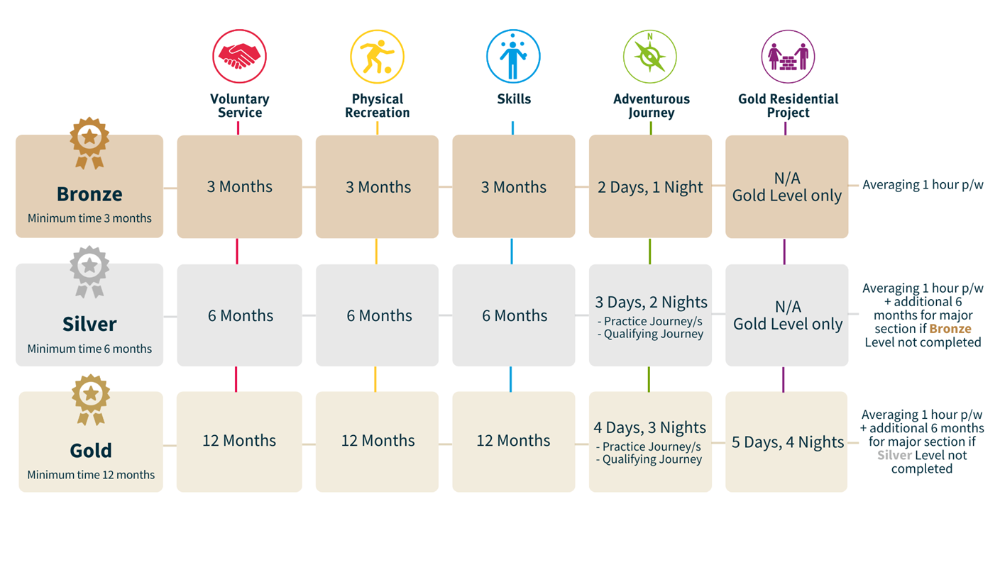 N
Voluntary
Service
Physical
Recreation
Skills
Adventurous
Journey
Gold Residential
Project
Bronze
Minimum time 3 months
3 Months
3 Months
3 Months
2 Days, 1 Night
N/A
Gold Level only
Averaging 1 hour p/w
Silver
Minimum time 6 months
6 Months
6 Months
6 Months
3 Days, 2 Nights
- Practice Journey/s
- Qualifying Journey
N/A
Gold Level only
Averaging 1 hour p/w
+ additional 6
months for major
section if Bronze
Level not completed
Gold
Minimum time 12 months
12 Months
12 Months
12 Months
4 Days, 3 Nights
- Practice Journey/s
- Qualifying Journey
5 Days, 4 Nights
Averaging 1 hour p/w
+ additional 6 months
for major section if
Silver Level not
completed